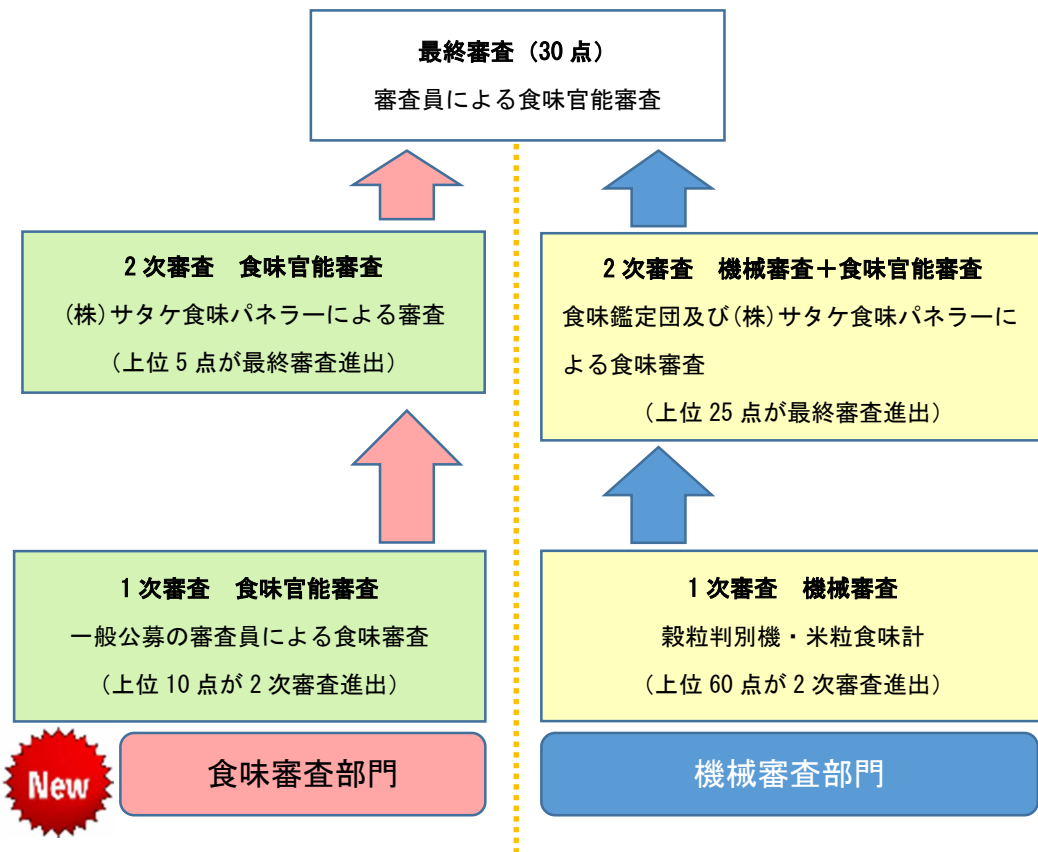 最終審査（30点）
審査員による食味官能審査
2次審査　食味官能審査
(株)サタケ食味パネラーによる審査
（上位5点が最終審査進出）
2次審査　機械審査＋食味官能審査
食味鑑定団及び(株)サタケ食味パネラーに
よる食味審査
（上位25点が最終審査進出）
1次審査　食味官能審査
一般公募の審査員による食味審査
（上位10点が2次審査進出）
1次審査　機械審査
穀粒判別機・米粒食味計
（上位60点が2次審査進出）
New
食味審査部門
機械審査部門